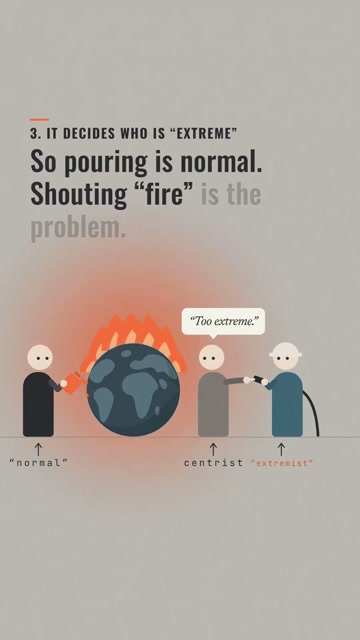 3. IT DECIDES WHO IS “EXTREME”
So pouring is normal.
Shouting “fire” is the
problem.
“Too extreme.”
“normal”
centrist
“extremist”